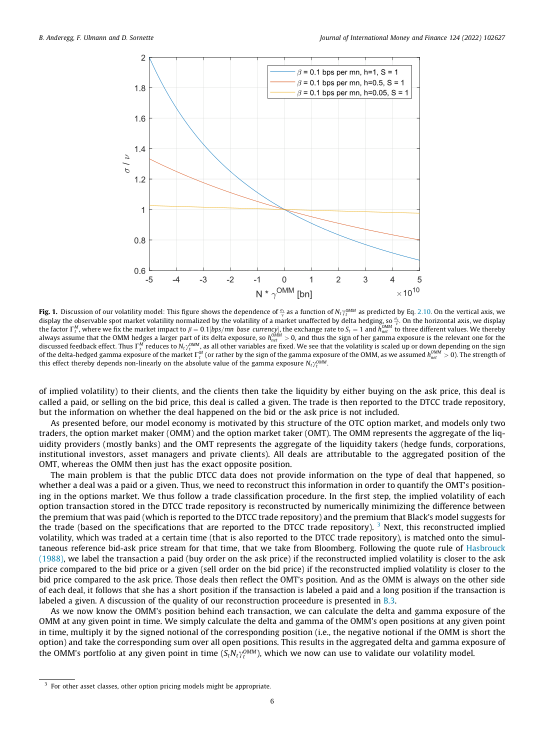 B. Anderegg, F. Ulmann and D. Sornette
Journal of International Money and Finance 124 (2022) 102627
2
1.8
1.6
1.4
1.2
1
0.8
0.6
σ / ν
β = 0.1 bps per mn, h=1, S = 1
β = 0.1 bps per mn, h=0.5, S = 1
β = 0.1 bps per mn, h=0.05, S = 1
-5 -4 -3 -2 -1 0 1 2 3 4 5
N * γ^OMM [bn]
×10^10
Fig. 1. Discussion of our volatility model: This figure shows the dependence of σ_t/ν as a function of N_t γ_t^OMM as predicted by Eq. 2.10. On the vertical axis, we
display the observable spot market volatility normalized by the volatility of a market unaffected by delta hedging, so σ_t/ν. On the horizontal axis, we display
the factor Γ_t^M, where we fix the market impact to β = 0.1[bps/mn base currency], the exchange rate to S_t = 1 and h_net^OMM to three different values. We thereby
always assume that the OMM hedges a larger part of its delta exposure, so h_net^OMM > 0, and thus the sign of her gamma exposure is the relevant one for the
discussed feedback effect. Thus Γ_t^M reduces to N_t γ_t^OMM, as all other variables are fixed. We see that the volatility is scaled up or down depending on the sign
of the delta-hedged gamma exposure of the market Γ_t^M (or rather by the sign of the gamma exposure of the OMM, as we assumed h_net^OMM > 0). The strength of
this effect thereby depends non-linearly on the absolute value of the gamma exposure N_t γ_t^OMM.
of implied volatility) to their clients, and the clients then take the liquidity by either buying on the ask price, this deal is
called a paid, or selling on the bid price, this deal is called a given. The trade is then reported to the DTCC trade repository,
but the information on whether the deal happened on the bid or the ask price is not included.
As presented before, our model economy is motivated by this structure of the OTC option market, and models only two
traders, the option market maker (OMM) and the option market taker (OMT). The OMM represents the aggregate of the liq-
uidity providers (mostly banks) and the OMT represents the aggregate of the liquidity takers (hedge funds, corporations,
institutional investors, asset managers and private clients). All deals are attributable to the aggregated position of the
OMT, whereas the OMM then just has the exact opposite position.
The main problem is that the public DTCC data does not provide information on the type of deal that happened, so
whether a deal was a paid or a given. Thus, we need to reconstruct this information in order to quantify the OMT's position-
ing in the options market. We thus follow a trade classification procedure. In the first step, the implied volatility of each
option transaction stored in the DTCC trade repository is reconstructed by numerically minimizing the difference between
the premium that was paid (which is reported to the DTCC trade repository) and the premium that Black's model suggests for
the trade (based on the specifications that are reported to the DTCC trade repository). 3 Next, this reconstructed implied
volatility, which was traded at a certain time (that is also reported to the DTCC trade repository), is matched onto the simul-
taneous reference bid-ask price stream for that time, that we take from Bloomberg. Following the quote rule of Hasbrouck
(1988), we label the transaction a paid (buy order on the ask price) if the reconstructed implied volatility is closer to the ask
price compared to the bid price or a given (sell order on the bid price) if the reconstructed implied volatility is closer to the
bid price compared to the ask price. Those deals then reflect the OMT's position. And as the OMM is always on the other side
of each deal, it follows that she has a short position if the transaction is labeled a paid and a long position if the transaction is
labeled a given. A discussion of the quality of our reconstruction proceedure is presented in B.3.
As we now know the OMM's position behind each transaction, we can calculate the delta and gamma exposure of the
OMM at any given point in time. We simply calculate the delta and gamma of the OMM's open positions at any given point
in time, multiply it by the signed notional of the corresponding position (i.e., the negative notional if the OMM is short the
option) and take the corresponding sum over all open positions. This results in the aggregated delta and gamma exposure of
the OMM's portfolio at any given point in time (S_t N_t γ_t^OMM), which we now can use to validate our volatility model.
3 For other asset classes, other option pricing models might be appropriate.
6